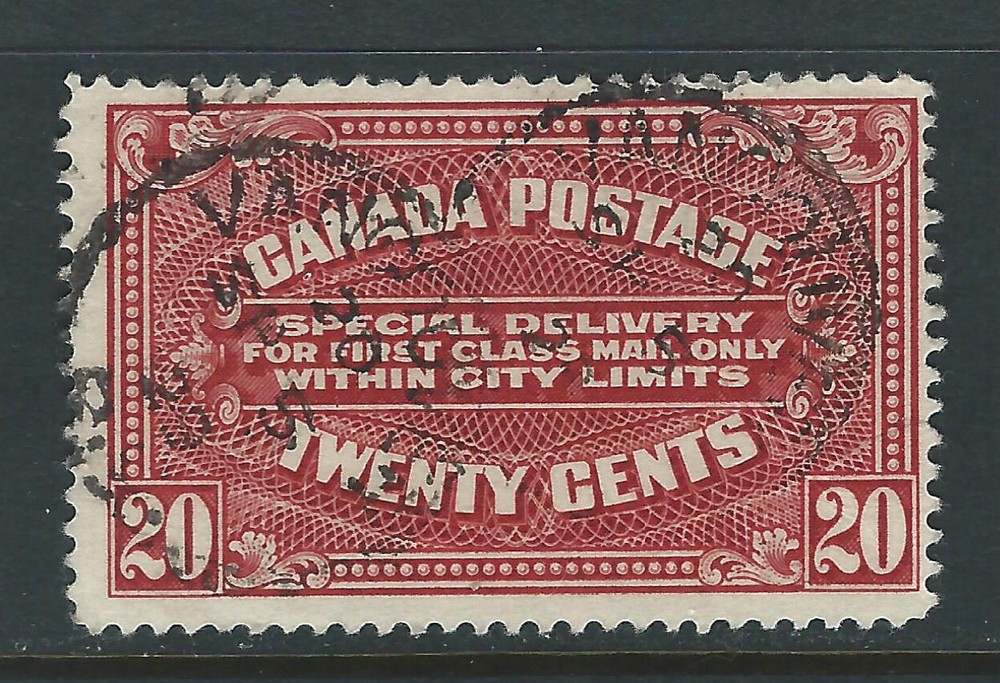 CANADA POSTAGE
SPECIAL DELIVERY
FOR FIRST CLASS MAIL ONLY
WITHIN CITY LIMITS
TWENTY CENTS
20 20